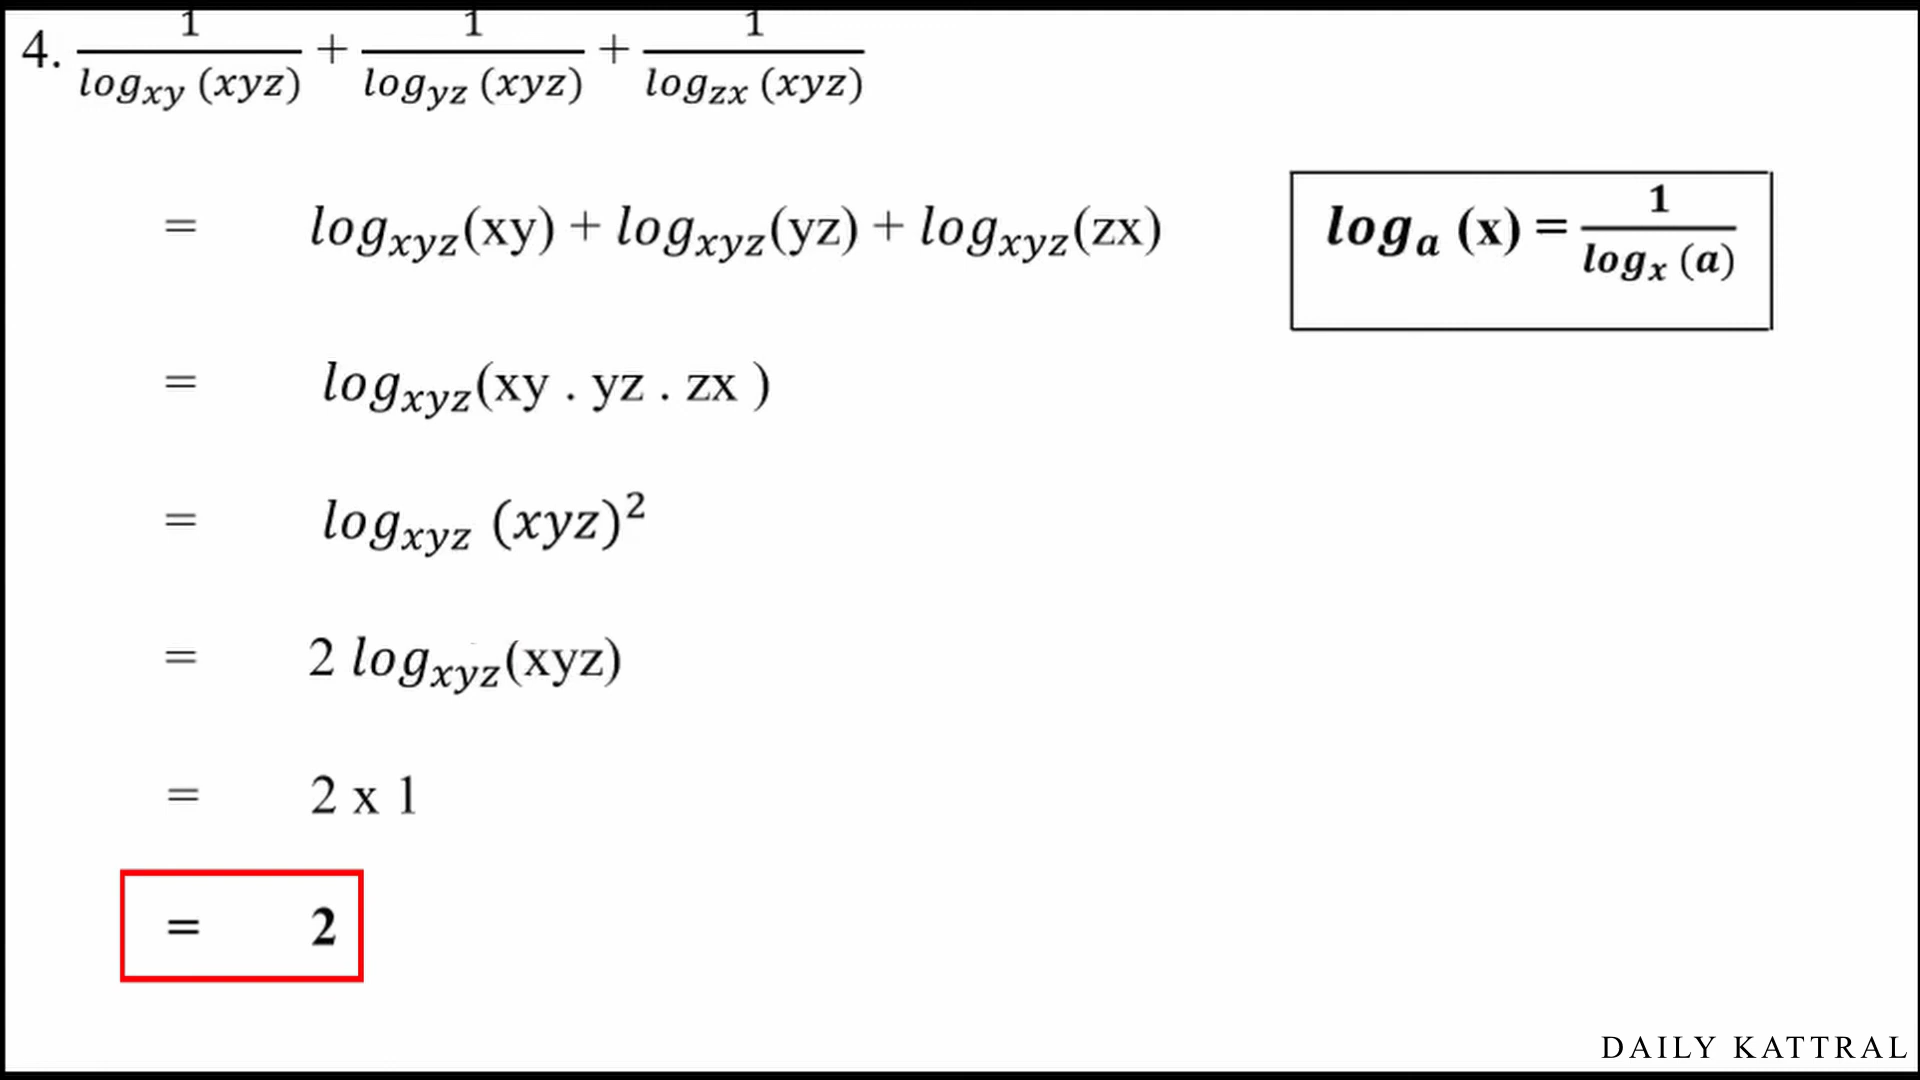 4. 1/log_xy (xyz) + 1/log_yz (xyz) + 1/log_zx (xyz)
= log_xyz(xy) + log_xyz(yz) + log_xyz(zx)
log_a (x) = 1/log_x (a)
= log_xyz(xy . yz . zx )
= log_xyz (xyz)²
= 2 log_xyz(xyz)
= 2 x 1
= 2
DAILY KATTRAL